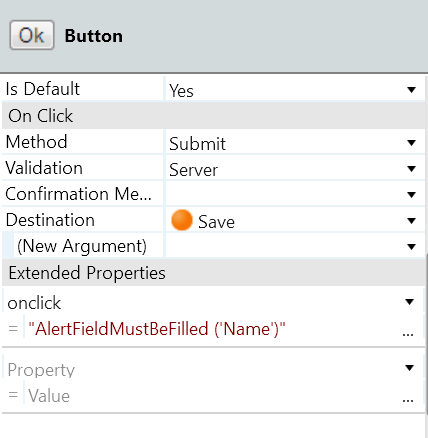 Ok Button
Is Default Yes
On Click
Method Submit
Validation Server
Confirmation Me...
Destination Save
(New Argument)
Extended Properties
onclick
= "AlertFieldMustBeFilled ('Name')" ...
Property
= Value ...